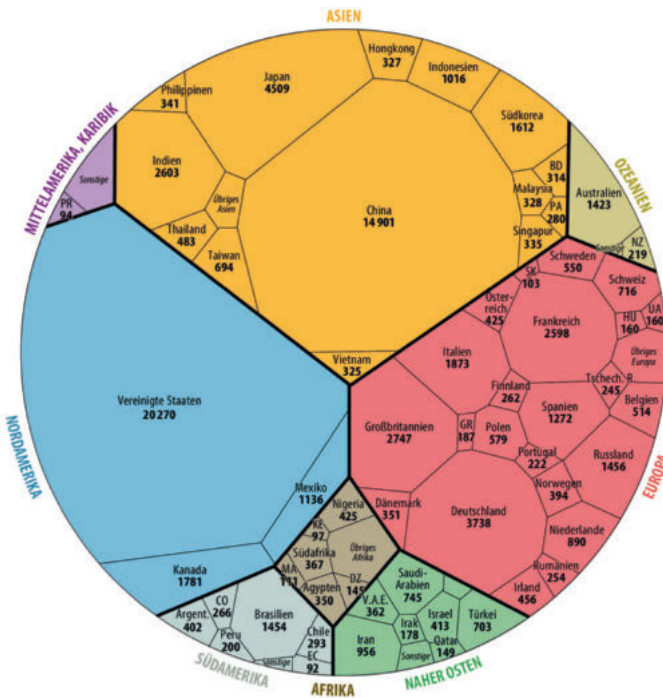 ASIEN
Hongkong
327
Indonesien
1016
Japan
4509
Philippinen
341
Südkorea
1612
MITTELAMERIKA, KARIBIK
Sonstige
PR
94
Indien
2603
Übriges
Asien
China
14 901
BD
314
Malaysia
328
PA
280
Singapur
335
Thailand
483
Taiwan
694
Vietnam
325
OZEANIEN
Australien
1423
Sonstige
NZ
219
NORDAMERIKA
Vereinigte Staaten
20 270
Mexiko
1136
Kanada
1781
EUROPA
Schweden
550
SK
103
Schweiz
716
Öster-
reich
425
Frankreich
2598
HU
160
UA
160
Italien
1873
Übriges
Europa
Tschech. R.
245
Finnland
262
Belgien
514
Spanien
1272
Großbritannien
2747
GR
187
Polen
579
Portugal
222
Russland
1456
Norwegen
394
Dänemark
351
Deutschland
3738
Niederlande
890
Rumänien
254
Irland
456
Nigeria
425
KE
97
Südafrika
367
Übriges
Afrika
MA
111
Ägypten
350
DZ
145
AFRIKA
Saudi-
Arabien
745
V.A.E.
362
Israel
413
Türkei
703
Irak
178
Iran
956
Qatar
149
Sonstige
NAHER OSTEN
Argent.
402
CO
266
Brasilien
1454
Peru
200
Chile
293
Sonstige
EC
92
SÜDAMERIKA